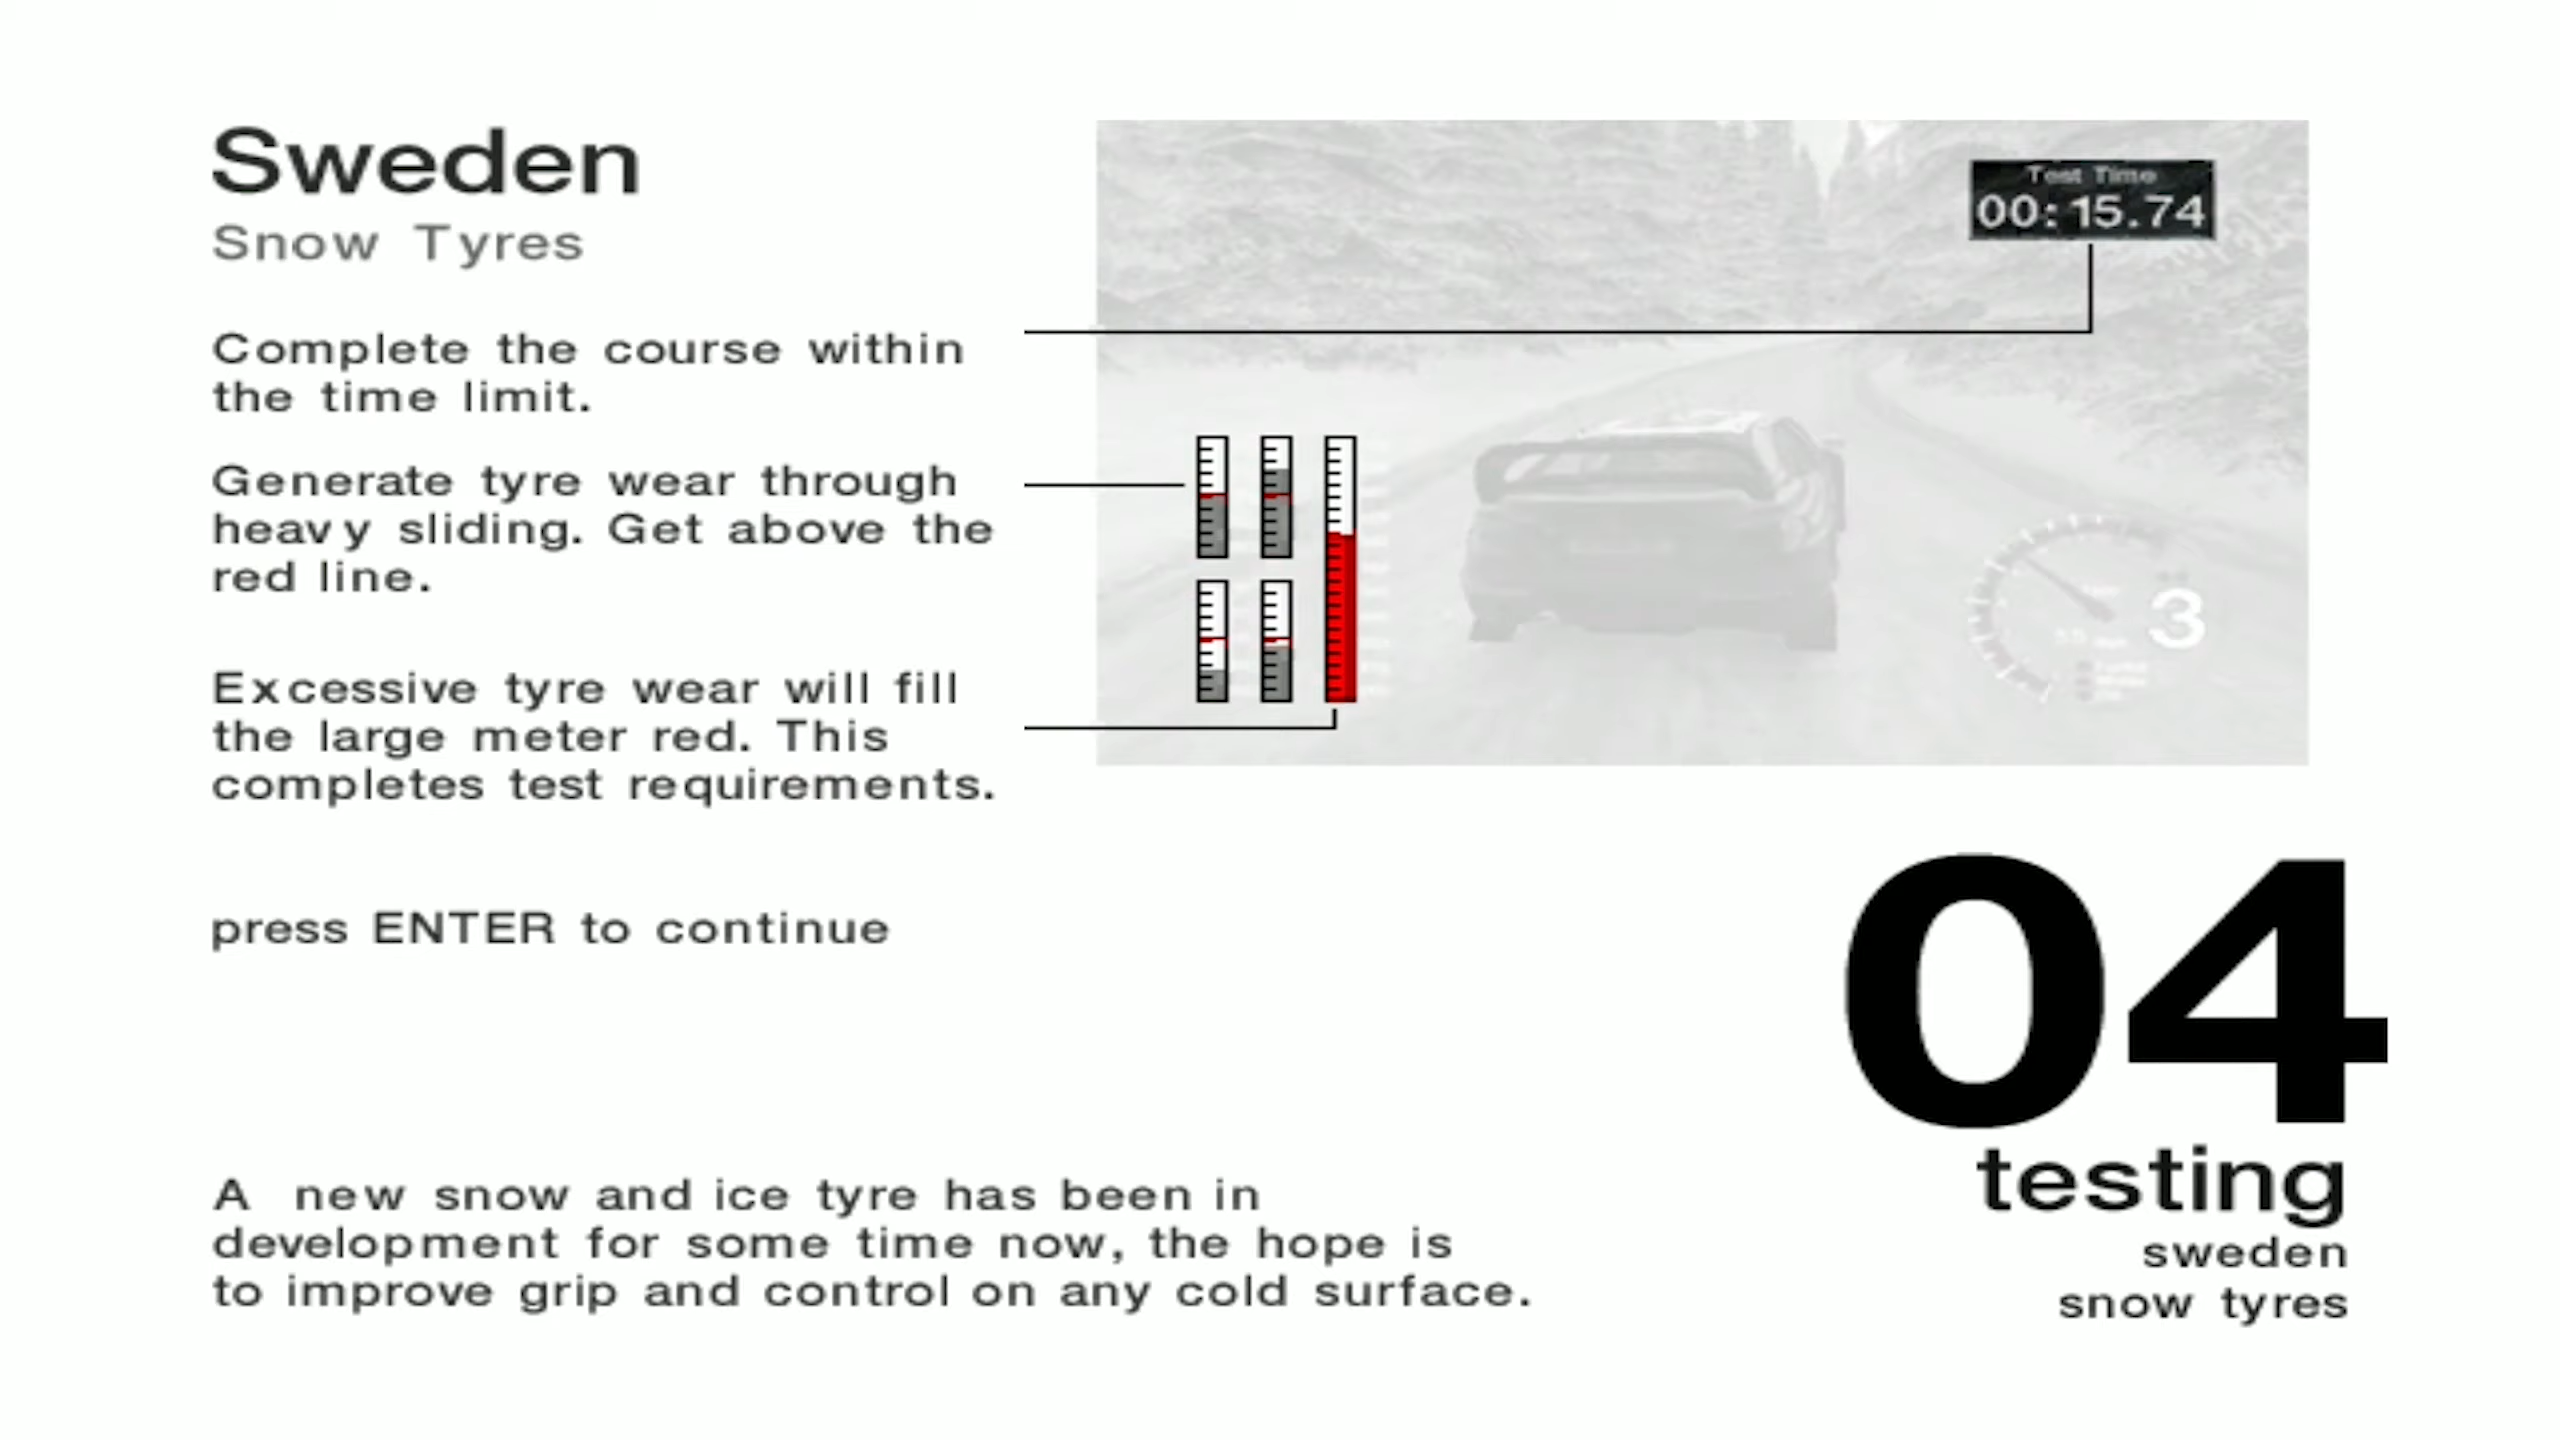 Sweden
Snow Tyres
Complete the course within
the time limit.
Generate tyre wear through
heavy sliding. Get above the
red line.
Excessive tyre wear will fill
the large meter red. This
completes test requirements.
press ENTER to continue
Test Time
00:15.74
3
04
testing
sweden
snow tyres
A new snow and ice tyre has been in
development for some time now, the hope is
to improve grip and control on any cold surface.